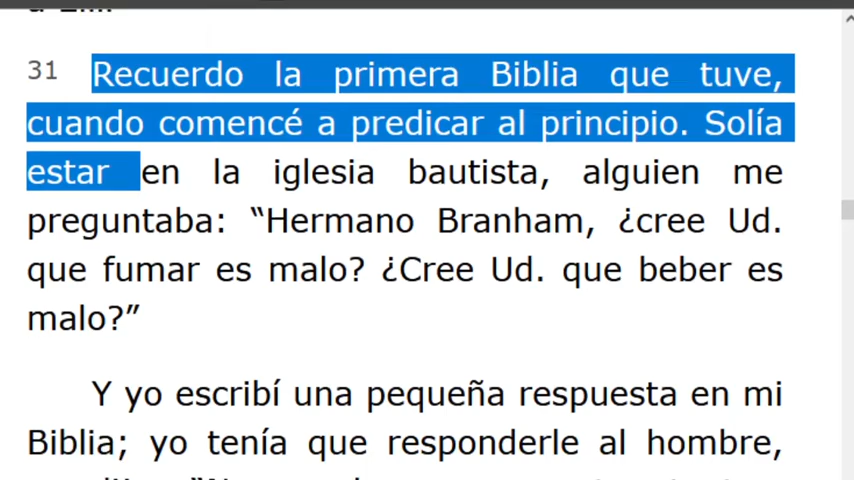 31 Recuerdo la primera Biblia que tuve,
cuando comencé a predicar al principio. Solía
estar en la iglesia bautista, alguien me
preguntaba: “Hermano Branham, ¿cree Ud.
que fumar es malo? ¿Cree Ud. que beber es
malo?”
Y yo escribí una pequeña respuesta en mi
Biblia; yo tenía que responderle al hombre,